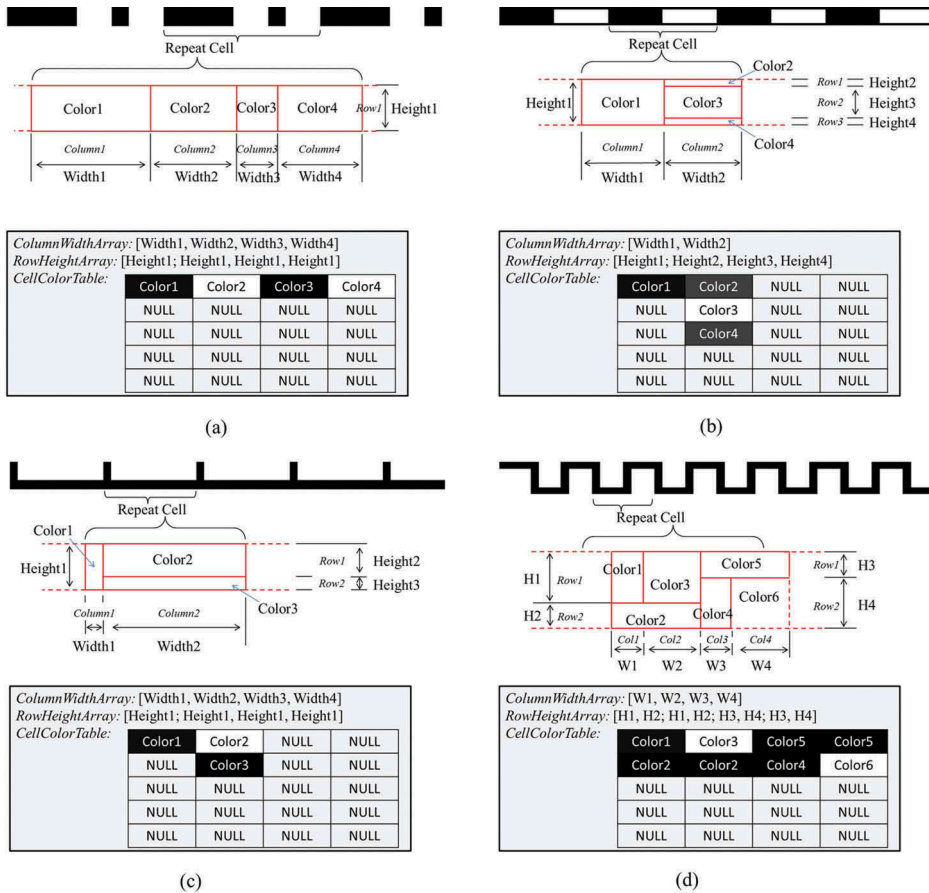 Repeat Cell
Color1 Color2 Color3 Color4 Row1 Height1
Column1 Column2 Column3 Column4
Width1 Width2 Width3 Width4
ColumnWidthArray: [Width1, Width2, Width3, Width4]
RowHeightArray: [Height1; Height1, Height1, Height1]
CellColorTable:
Color1 Color2 Color3 Color4
NULL NULL NULL NULL
NULL NULL NULL NULL
NULL NULL NULL NULL
NULL NULL NULL NULL
(a)
Repeat Cell
Color2
Row1 Height2
Height1 Color1 Color3 Row2 Height3
Row3 Height4
Color4
Column1 Column2
Width1 Width2
ColumnWidthArray: [Width1, Width2]
RowHeightArray: [Height1; Height2, Height3, Height4]
CellColorTable:
Color1 Color2 NULL NULL
NULL Color3 NULL NULL
NULL Color4 NULL NULL
NULL NULL NULL NULL
NULL NULL NULL NULL
(b)
Repeat Cell
Color1
Color2 Row1 Height2
Height1
Row2 Height3
Color3
Column1 Column2
Width1 Width2
ColumnWidthArray: [Width1, Width2, Width3, Width4]
RowHeightArray: [Height1; Height1, Height1, Height1]
CellColorTable:
Color1 Color2 NULL NULL
NULL Color3 NULL NULL
NULL NULL NULL NULL
NULL NULL NULL NULL
NULL NULL NULL NULL
(c)
Repeat Cell
Color1 Color5 Row1 H3
H1 Row1 Color3 Color6
Row2 H4
H2 Row2 Color2 Color4
Col1 Col2 Col3 Col4
W1 W2 W3 W4
ColumnWidthArray: [W1, W2, W3, W4]
RowHeightArray: [H1, H2; H1, H2; H3, H4; H3, H4]
CellColorTable:
Color1 Color3 Color5 Color5
Color2 Color2 Color4 Color6
NULL NULL NULL NULL
NULL NULL NULL NULL
NULL NULL NULL NULL
(d)